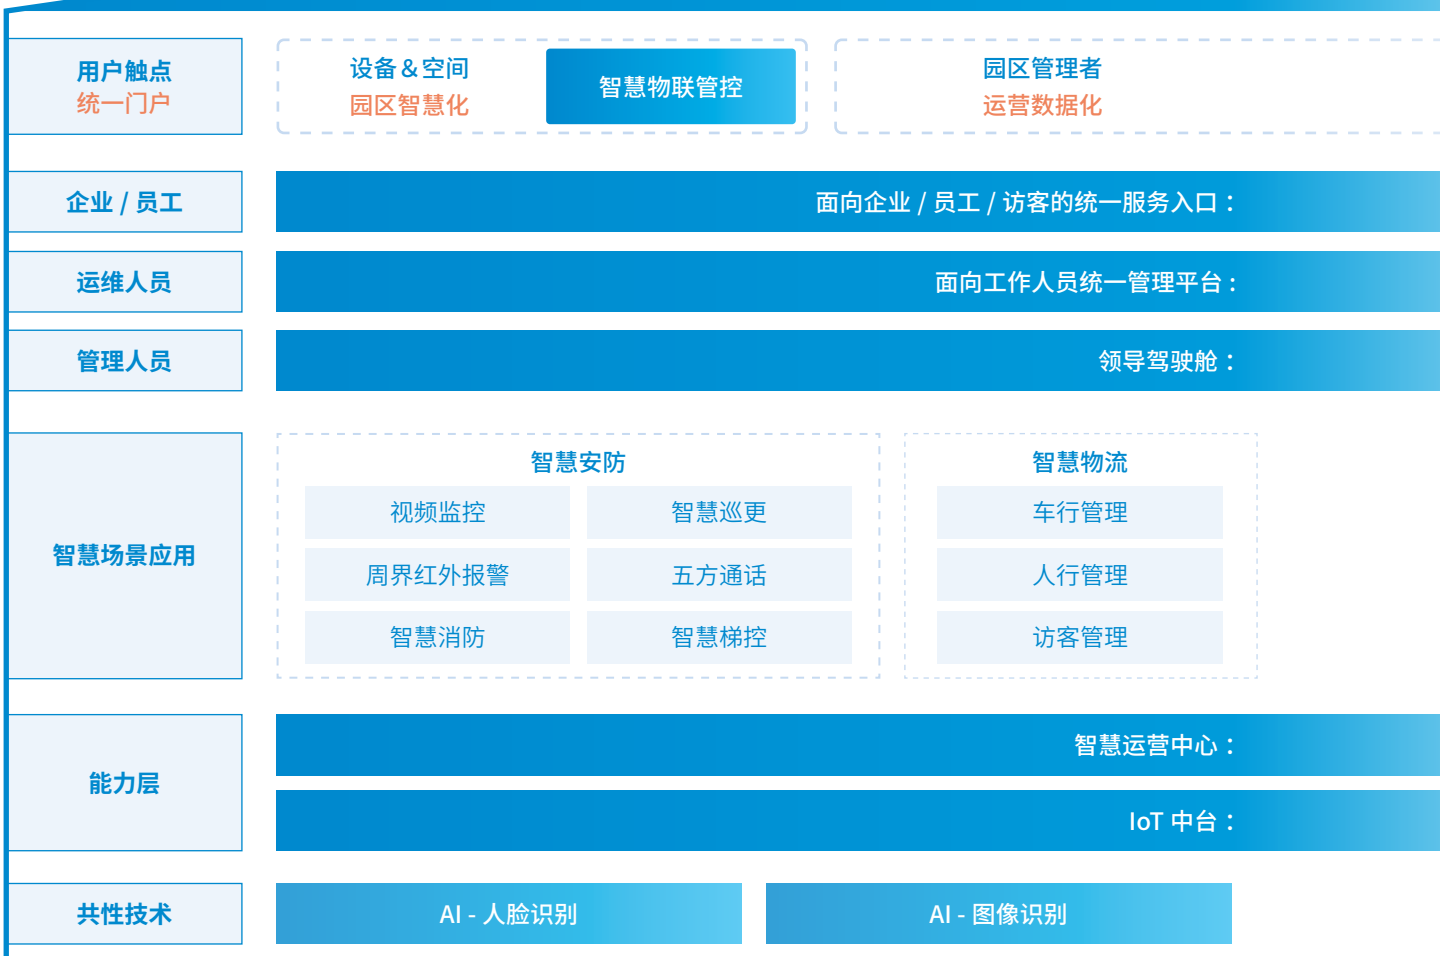 用户触点
统一门户
设备＆空间
园区智慧化
智慧物联管控
园区管理者
运营数据化
企业 / 员工
面向企业 / 员工 / 访客的统一服务入口：
运维人员
面向工作人员统一管理平台：
管理人员
领导驾驶舱：
智慧场景应用
智慧安防
视频监控
智慧巡更
周界红外报警
五方通话
智慧消防
智慧梯控
智慧物流
车行管理
人行管理
访客管理
能力层
智慧运营中心：
IoT 中台：
共性技术
AI - 人脸识别
AI - 图像识别